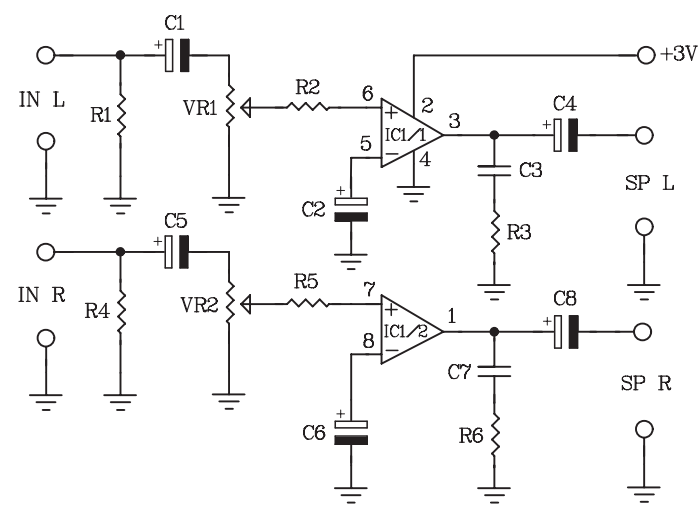 C1
+
+3V
IN L
R1
VR1
R2
6
+
2
IC1/1
3
5
−
4
C4
+
C3
SP L
+
C2
R3
C5
+
IN R
R4
VR2
R5
7
+
IC1/2
1
8
−
C8
+
C7
SP R
+
C6
R6